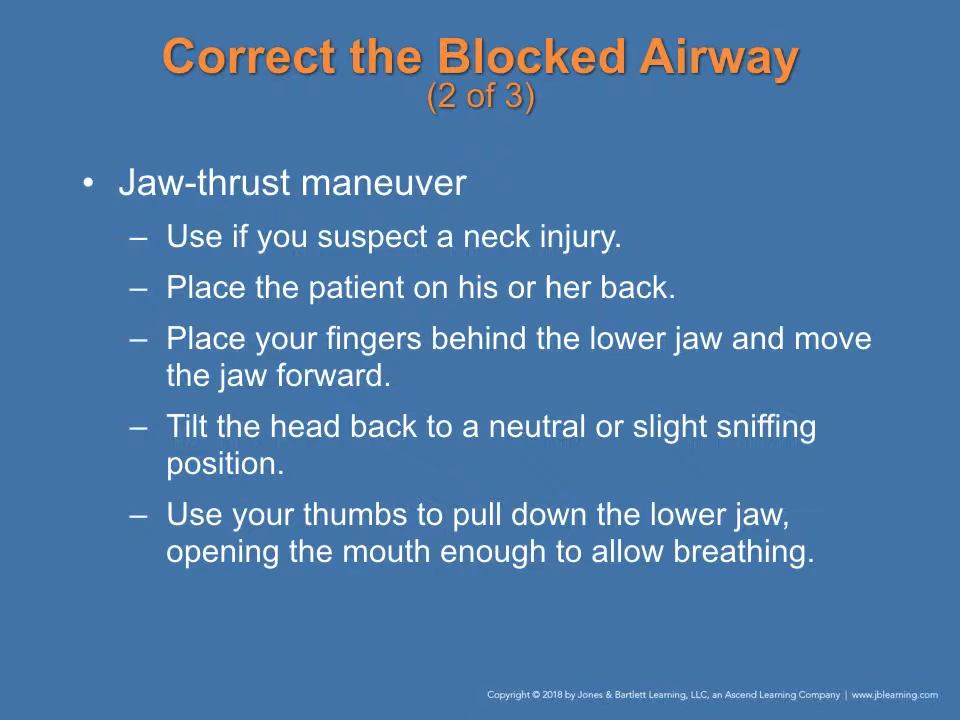 Correct the Blocked Airway
(2 of 3)
• Jaw-thrust maneuver
– Use if you suspect a neck injury.
– Place the patient on his or her back.
– Place your fingers behind the lower jaw and move
the jaw forward.
– Tilt the head back to a neutral or slight sniffing
position.
– Use your thumbs to pull down the lower jaw,
opening the mouth enough to allow breathing.
Copyright © 2018 by Jones & Bartlett Learning, LLC, an Ascend Learning Company | www.jblearning.com